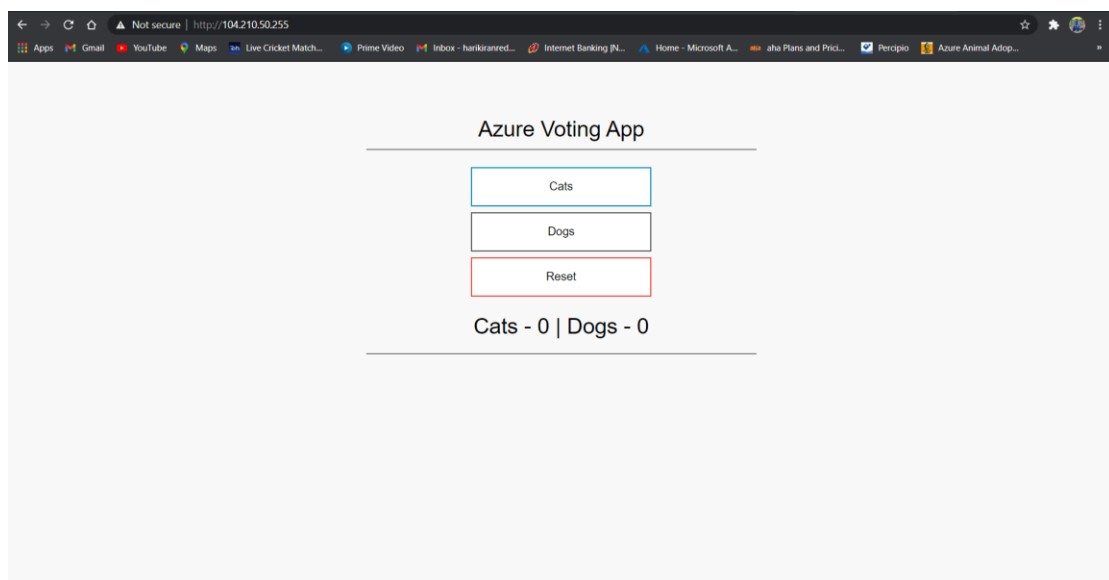 Not secure | http://104.210.50.255
Apps Gmail YouTube Maps Live Cricket Match... Prime Video Inbox - harikiranred... Internet Banking |N... Home - Microsoft A... aha Plans and Prici... Percipio Azure Animal Adop... »
Azure Voting App
Cats
Dogs
Reset
Cats - 0 | Dogs - 0